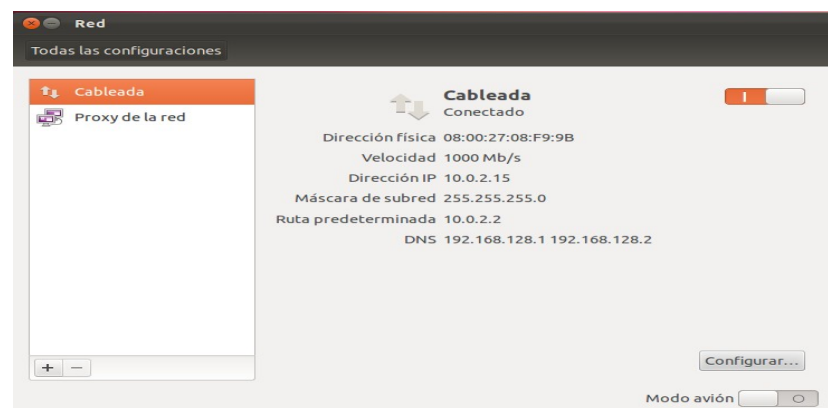 Red
Todas las configuraciones
Cableada
Proxy de la red
Cableada
Conectado
Dirección física 08:00:27:08:F9:9B
Velocidad 1000 Mb/s
Dirección IP 10.0.2.15
Máscara de subred 255.255.255.0
Ruta predeterminada 10.0.2.2
DNS 192.168.128.1 192.168.128.2
Configurar...
Modo avión